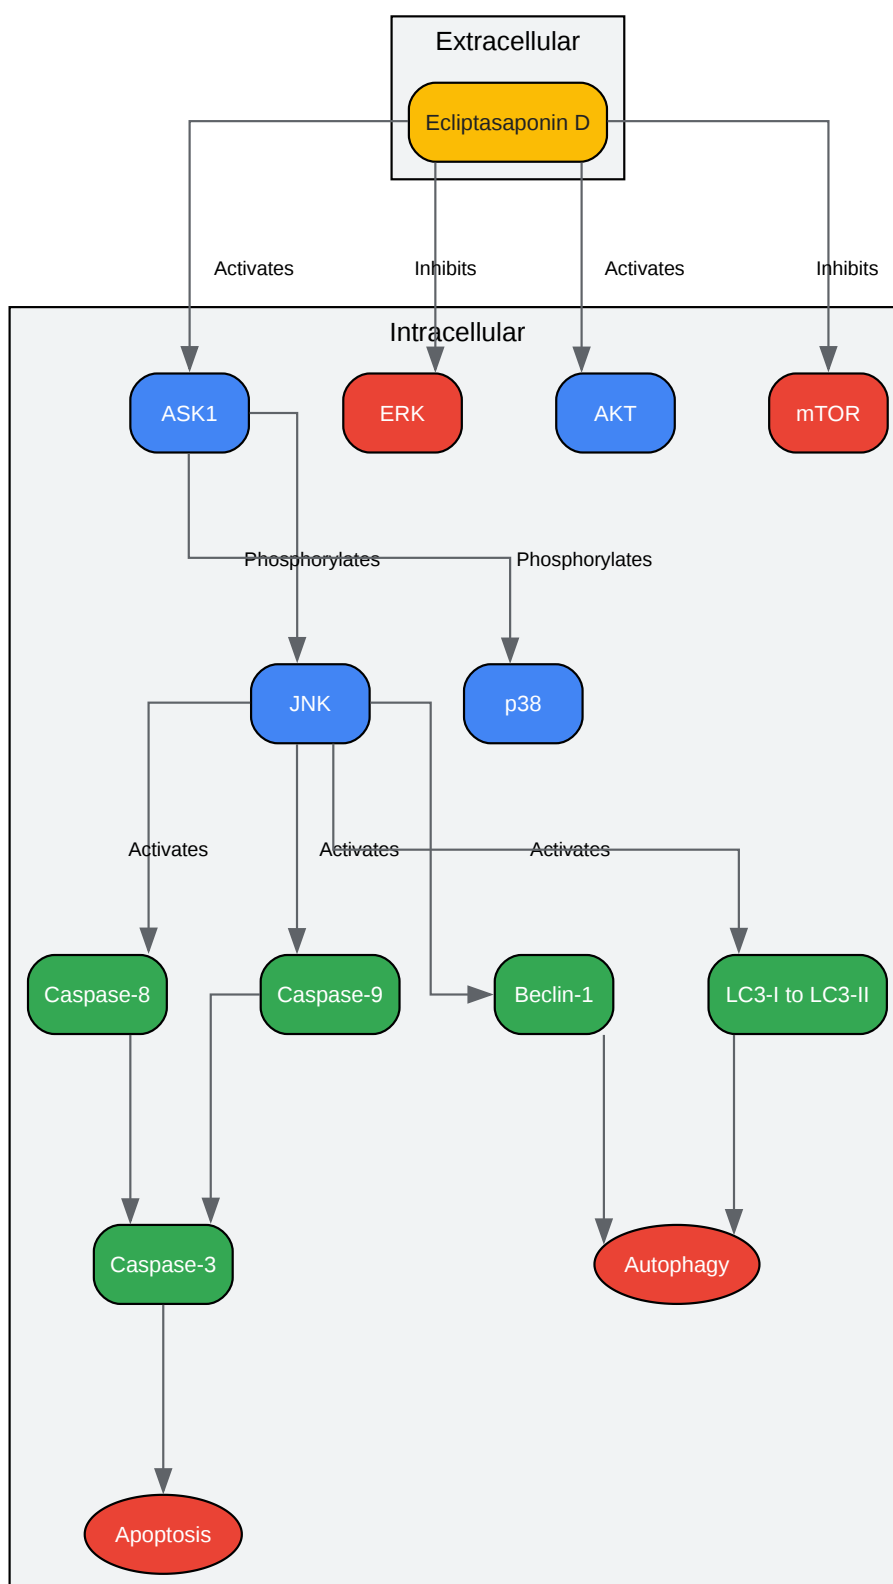 Extracellular
Ecliptasaponin D
Activates
Inhibits
Activates
Inhibits
Intracellular
ASK1
ERK
AKT
mTOR
Phosphorylates
Phosphorylates
JNK
p38
Activates
Activates
Activates
Caspase-8
Caspase-9
Beclin-1
LC3-I to LC3-II
Caspase-3
Autophagy
Apoptosis